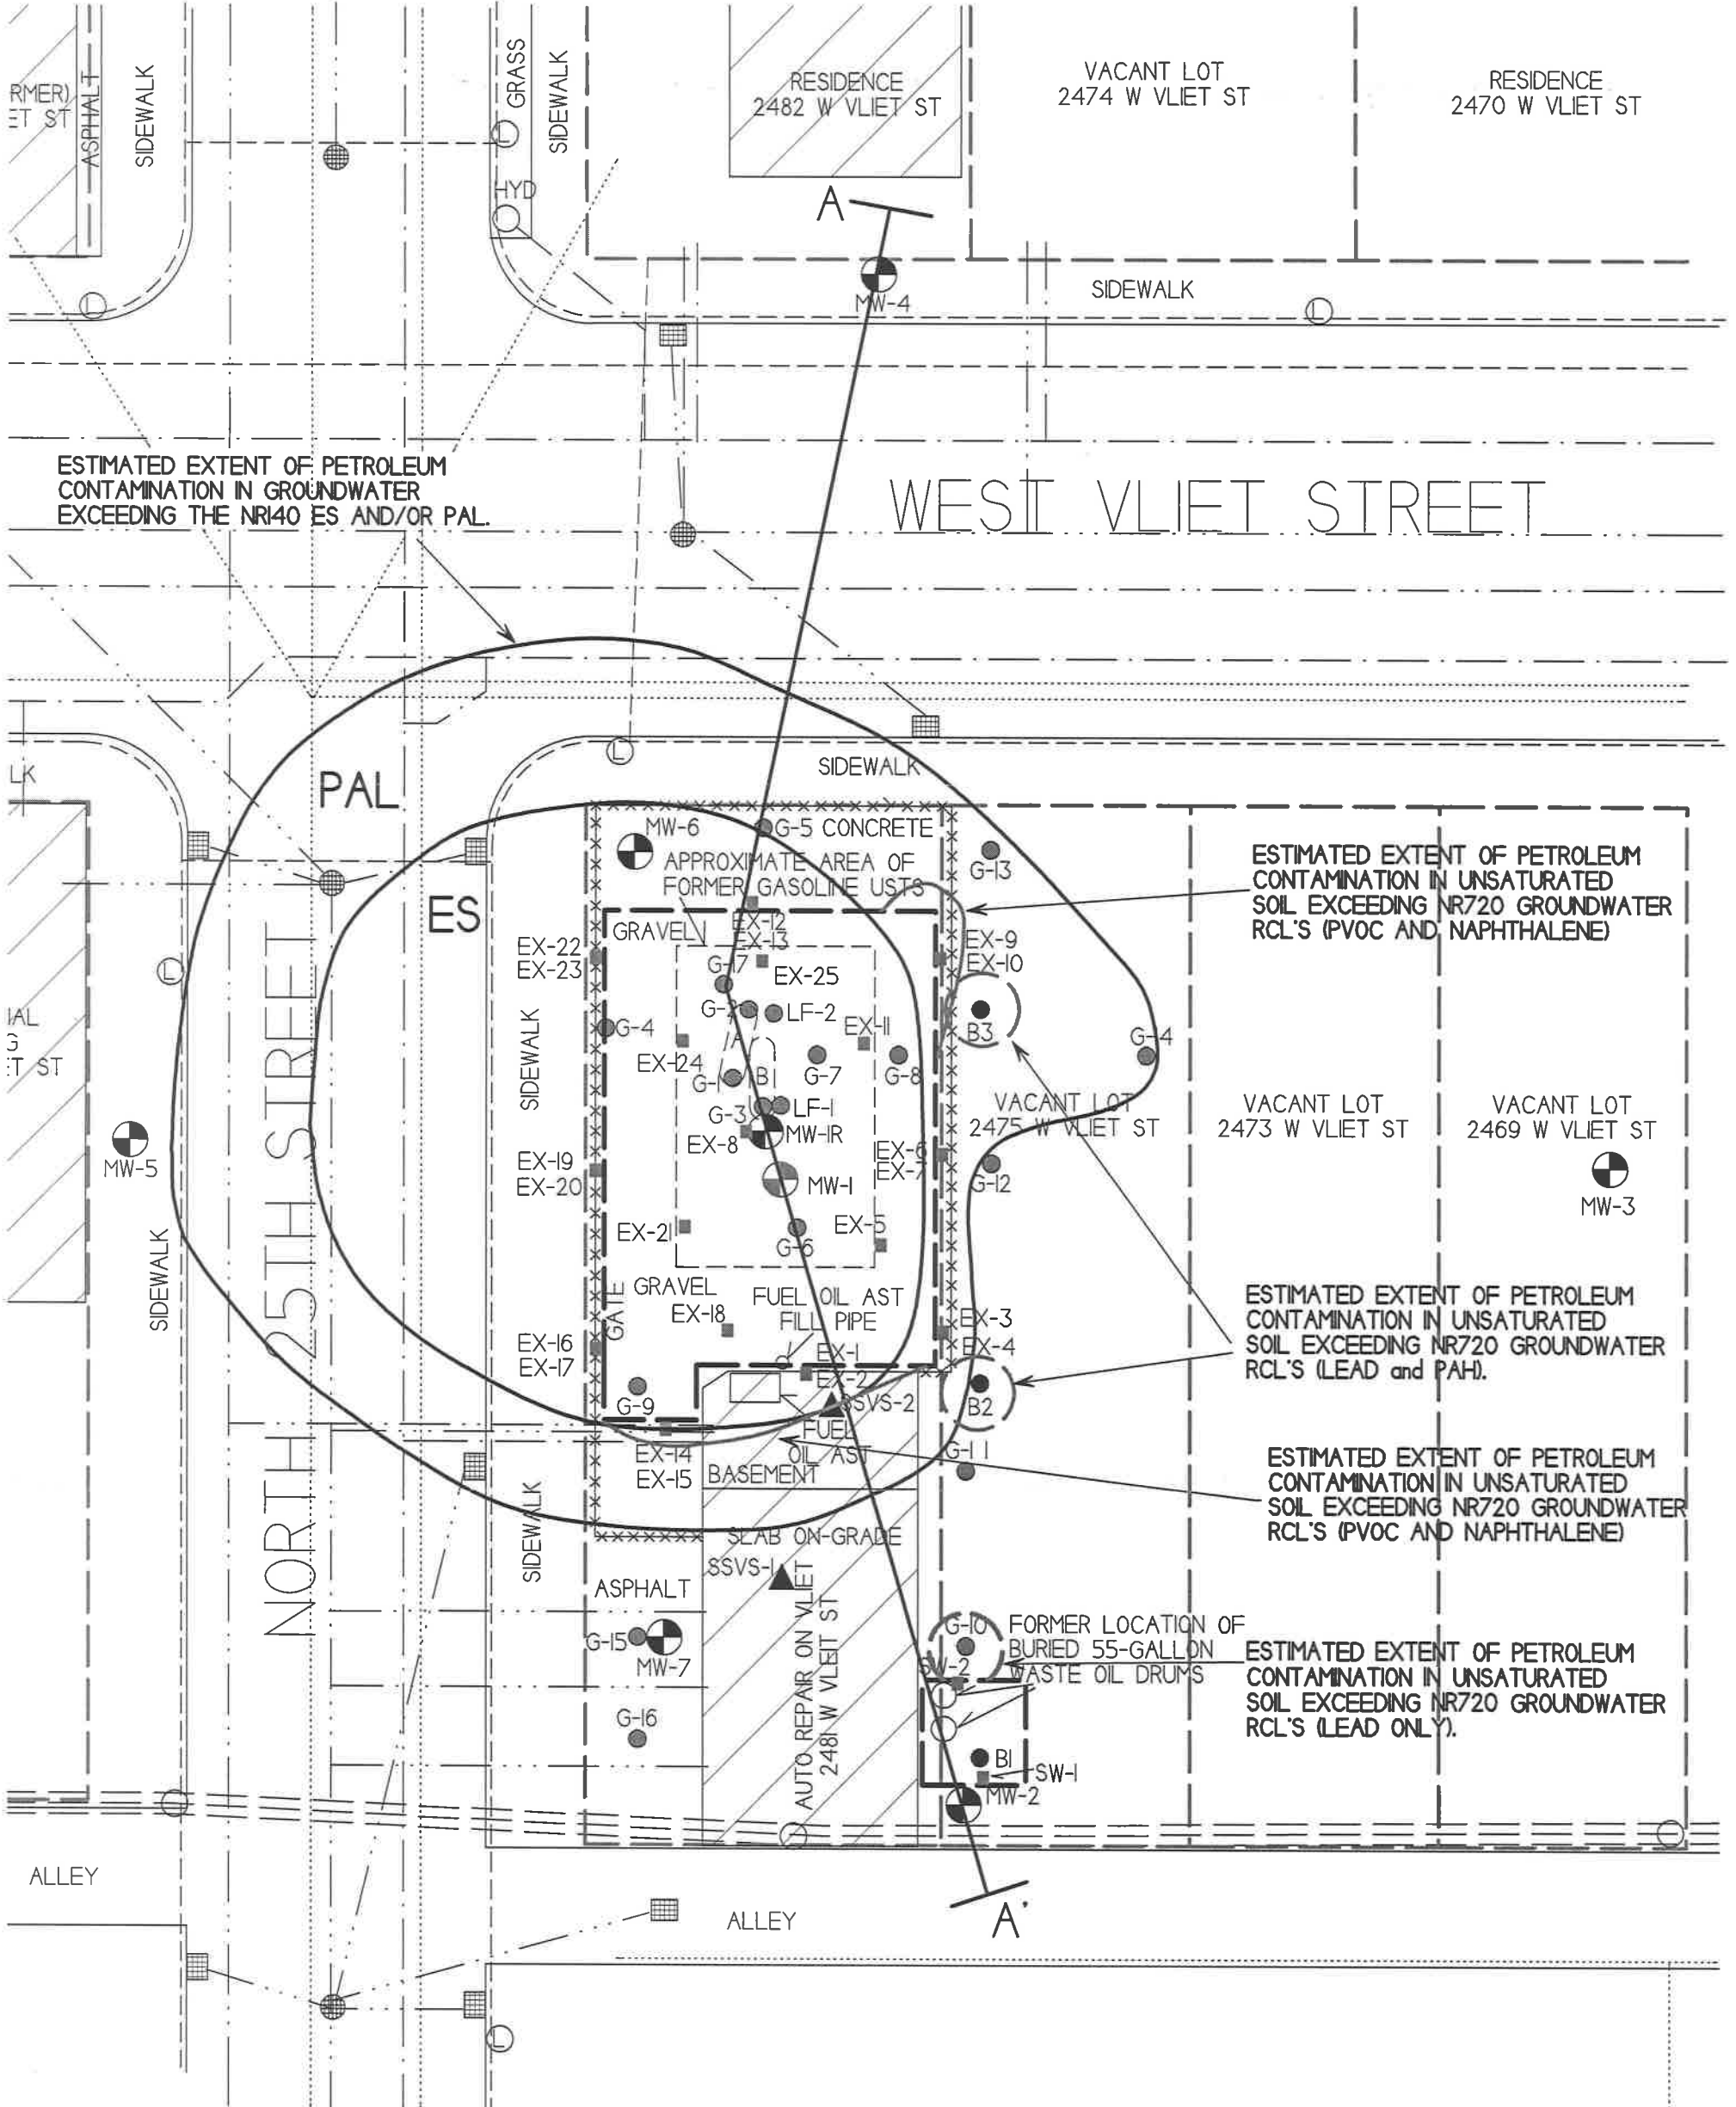 RMER)
ET ST
ASPHALT
SIDEWALK
GRASS
SIDEWALK
HYD
RESIDENCE
2482 W VLIET ST
VACANT LOT
2474 W VLIET ST
RESIDENCE
2470 W VLIET ST
A
MW-4
SIDEWALK
L
L
L
ESTIMATED EXTENT OF PETROLEUM
CONTAMINATION IN GROUNDWATER
EXCEEDING THE NR140 ES AND/OR PAL.
WEST VLIET STREET
LK
PAL
L
SIDEWALK
ES
MW-6
G-5 CONCRETE
APPROXIMATE AREA OF
FORMER GASOLINE USTS
G-13
ESTIMATED EXTENT OF PETROLEUM
CONTAMINATION IN UNSATURATED
SOIL EXCEEDING NR720 GROUNDWATER
RCL'S (PVOC AND NAPHTHALENE)
GRAVEL
EX-12
EX-13
EX-22
EX-23
EX-9
EX-10
G-17
EX-25
L
G-2
LF-2
EX-11
B3
G-4
EX-24
G-14
A
G-1
B
G-7
G-8
SIDEWALK
G-3
LF-1
MW-1R
EX-8
VACANT LOT
2475 W VLIET ST
VACANT LOT
2473 W VLIET ST
VACANT LOT
2469 W VLIET ST
IAL
G
ET ST
MW-5
EX-6
EX-7
EX-19
EX-20
MW-1
G-12
MW-3
EX-21
EX-5
G-6
SIDEWALK
NORTH 25TH STREET
GATE
GRAVEL
EX-18
FUEL OIL AST
FILL PIPE
EX-3
EX-4
EX-16
EX-17
EX-1
EX-2
ESTIMATED EXTENT OF PETROLEUM
CONTAMINATION IN UNSATURATED
SOIL EXCEEDING NR720 GROUNDWATER
RCL'S (LEAD and PAH).
G-9
SSVS-2
B2
FUEL
OIL AST
G-11
EX-14
EX-15
BASEMENT
ESTIMATED EXTENT OF PETROLEUM
CONTAMINATION IN UNSATURATED
SOIL EXCEEDING NR720 GROUNDWATER
RCL'S (PVOC AND NAPHTHALENE)
SIDEWALK
SLAB ON-GRADE
SSVS-1
ASPHALT
AUTO REPAIR ON VLIET
2481 W VLEIT ST
G-15
MW-7
G-16
G-10
FORMER LOCATION OF
BURIED 55-GALLON
WASTE OIL DRUMS
SW-2
ESTIMATED EXTENT OF PETROLEUM
CONTAMINATION IN UNSATURATED
SOIL EXCEEDING NR720 GROUNDWATER
RCL'S (LEAD ONLY).
B1
SW-1
MW-2
ALLEY
ALLEY
A'
L